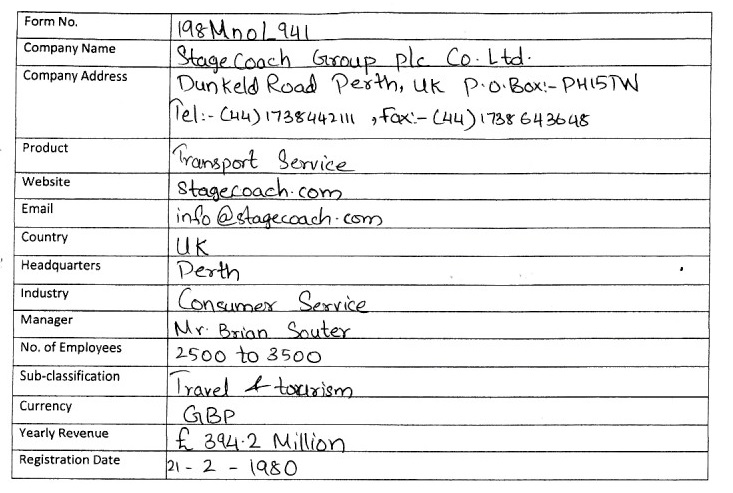 Form No. 198MnoL941
Company Name StageCoach Group plc Co. Ltd.
Company Address Dunkeld Road Perth, UK P.O.Box:- PH15TW
Tel:- (44) 1738442111 , Fax:- (44) 1738 643648
Product Transport Service
Website stagecoach.com
Email info@stagecoach.com
Country UK
Headquarters Perth
Industry Consumer Service
Manager Mr. Brian Souter
No. of Employees 2500 to 3500
Sub-classification Travel & tourism
Currency GBP
Yearly Revenue £ 394.2 Million
Registration Date 21 - 2 - 1980